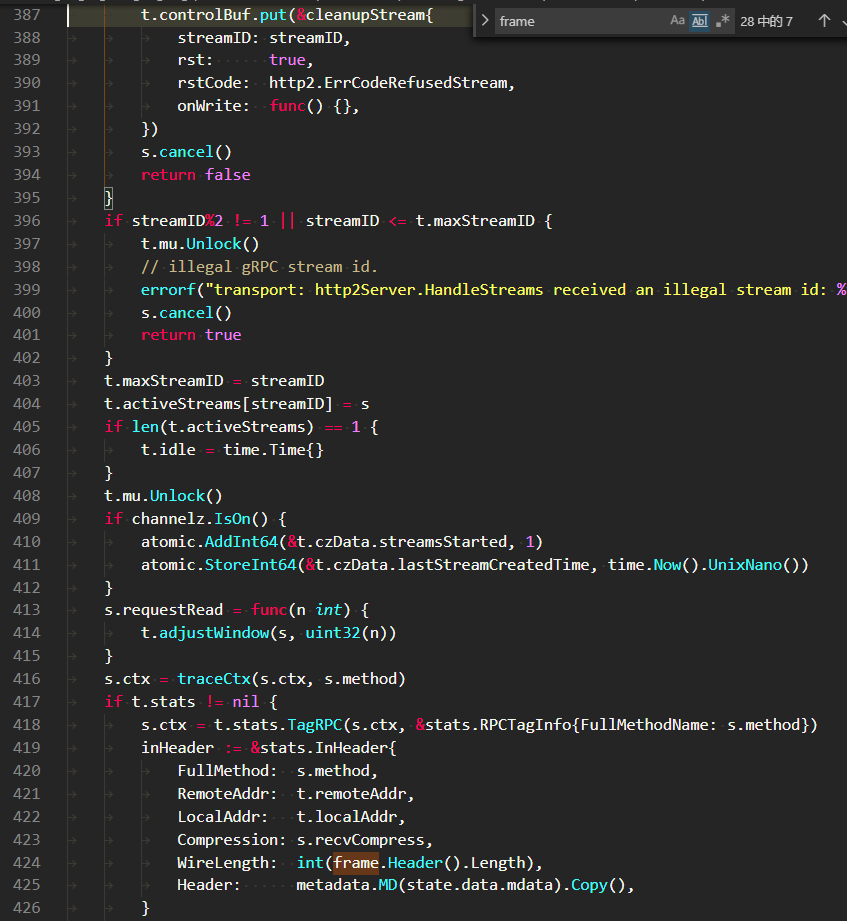 387 t.controlBuf.put(&cleanupStream{
frame Aa Abl .* 28 中的 7
388 streamID: streamID,
389 rst: true,
390 rstCode: http2.ErrCodeRefusedStream,
391 onWrite: func() {},
392 })
393 s.cancel()
394 return false
395 }
396 if streamID%2 != 1 || streamID <= t.maxStreamID {
397 t.mu.Unlock()
398 // illegal gRPC stream id.
399 errorf("transport: http2Server.HandleStreams received an illegal stream id: %
400 s.cancel()
401 return true
402 }
403 t.maxStreamID = streamID
404 t.activeStreams[streamID] = s
405 if len(t.activeStreams) == 1 {
406 t.idle = time.Time{}
407 }
408 t.mu.Unlock()
409 if channelz.IsOn() {
410 atomic.AddInt64(&t.czData.streamsStarted, 1)
411 atomic.StoreInt64(&t.czData.lastStreamCreatedTime, time.Now().UnixNano())
412 }
413 s.requestRead = func(n int) {
414 t.adjustWindow(s, uint32(n))
415 }
416 s.ctx = traceCtx(s.ctx, s.method)
417 if t.stats != nil {
418 s.ctx = t.stats.TagRPC(s.ctx, &stats.RPCTagInfo{FullMethodName: s.method})
419 inHeader := &stats.InHeader{
420 FullMethod: s.method,
421 RemoteAddr: t.remoteAddr,
422 LocalAddr: t.localAddr,
423 Compression: s.recvCompress,
424 WireLength: int(frame.Header().Length),
425 Header: metadata.MD(state.data.mdata).Copy(),
426 }